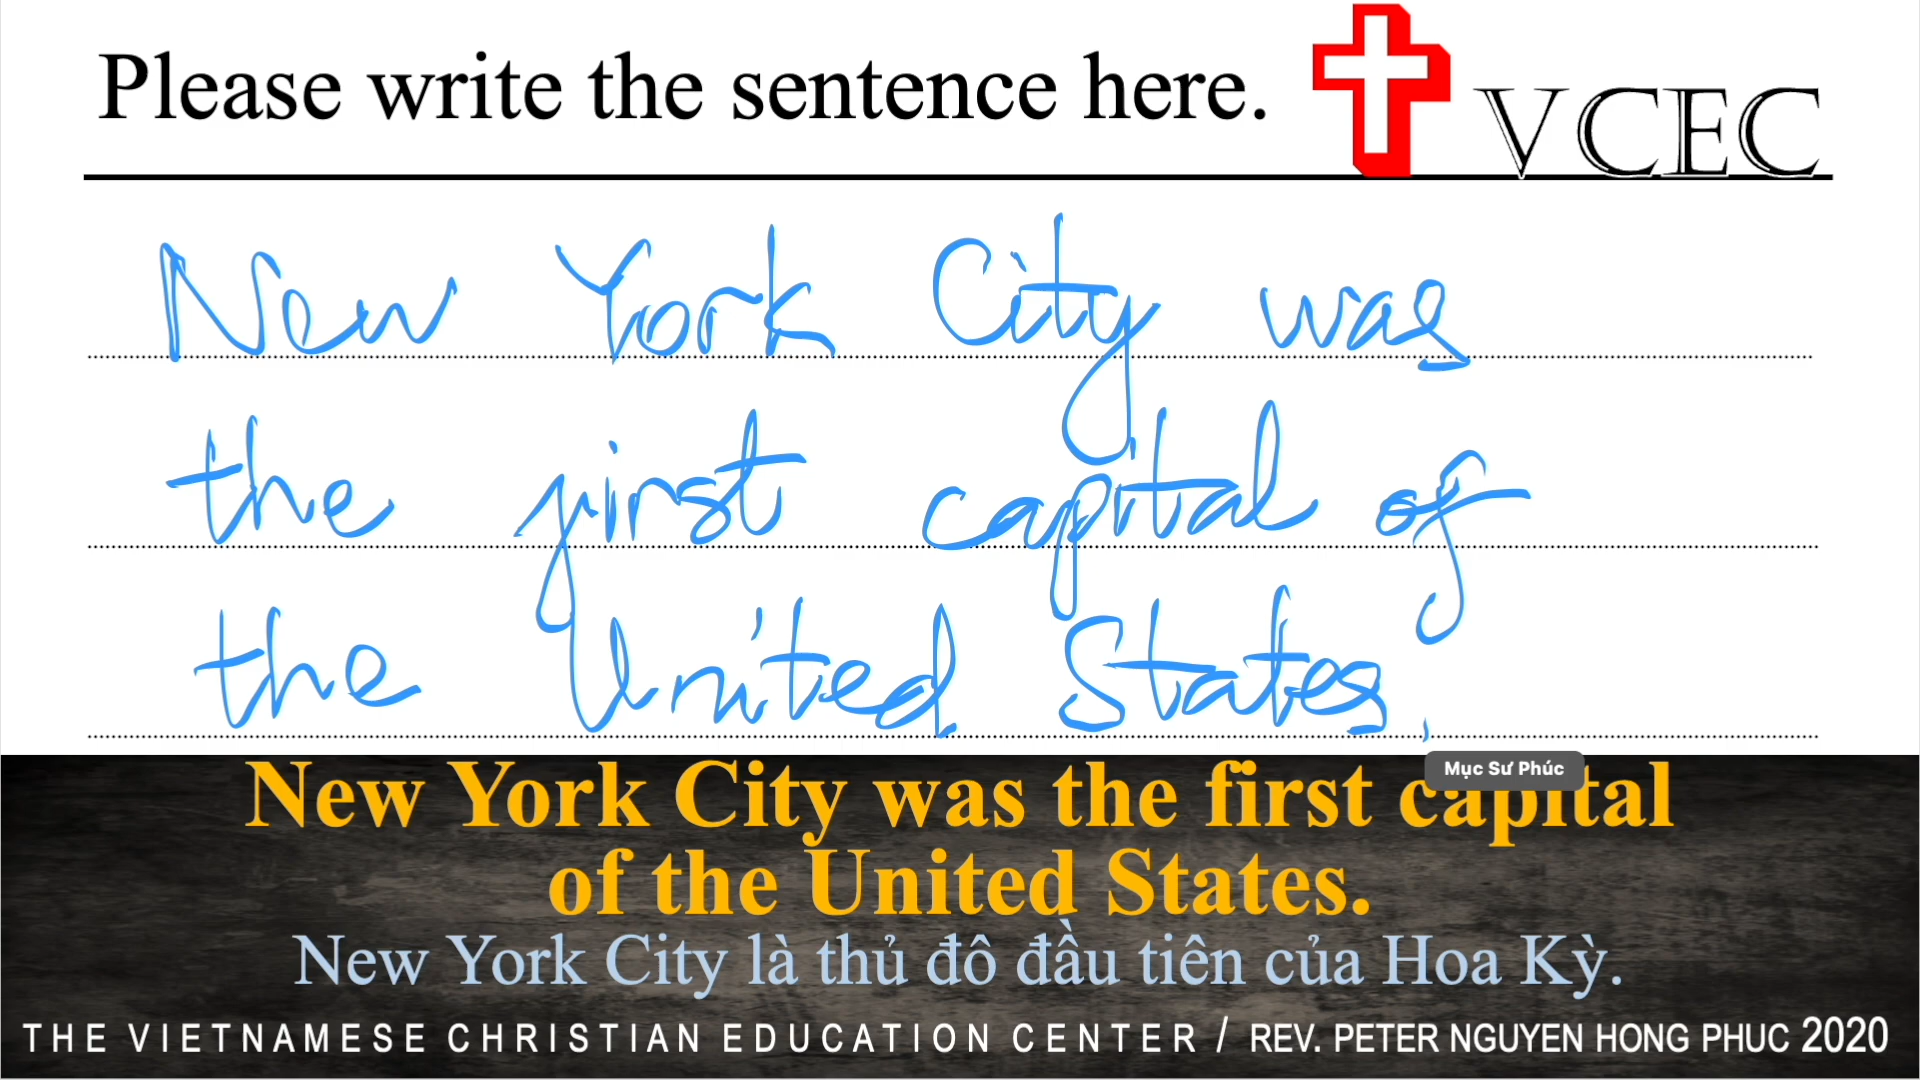 Please write the sentence here.
VCEC
New York City was
the first capital of
the United States.
Mục Sư Phúc
New York City was the first capital
of the United States.
New York City là thủ đô đầu tiên của Hoa Kỳ.
THE VIETNAMESE CHRISTIAN EDUCATION CENTER / REV. PETER NGUYEN HONG PHUC 2020